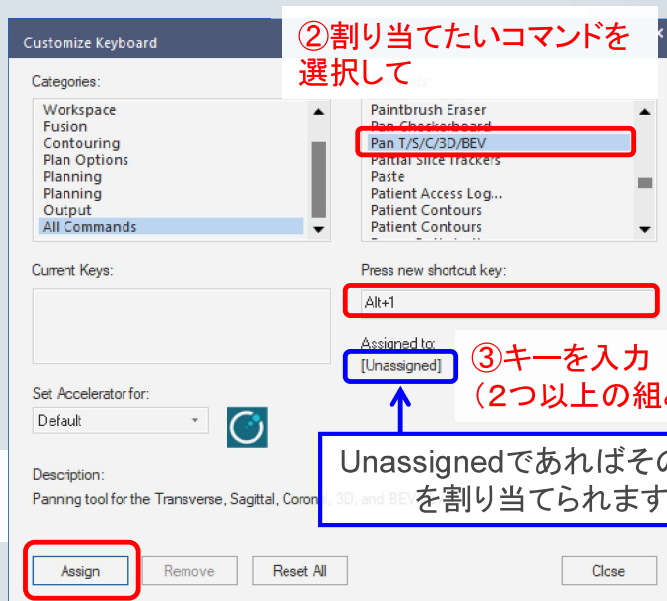 Customize Keyboard
②割り当てたいコマンドを
選択して
Categories:
Workspace
Fusion
Contouring
Plan Options
Planning
Planning
Output
All Commands
Paintbrush Eraser
Pan Checkerboard
Pan T/S/C/3D/BEV
Partial Slice Trackers
Paste
Patient Access Log...
Patient Contours
Patient Contours
Current Keys:
Press new shortcut key:
Alt+1
Assigned to:
[Unassigned]
③キーを入力
（2つ以上の組
Set Accelerator for:
Default
Unassignedであればその
を割り当てられます
Description:
Panning tool for the Transverse, Sagittal, Coronal, 3D, and BEV
Assign
Remove
Reset All
Close